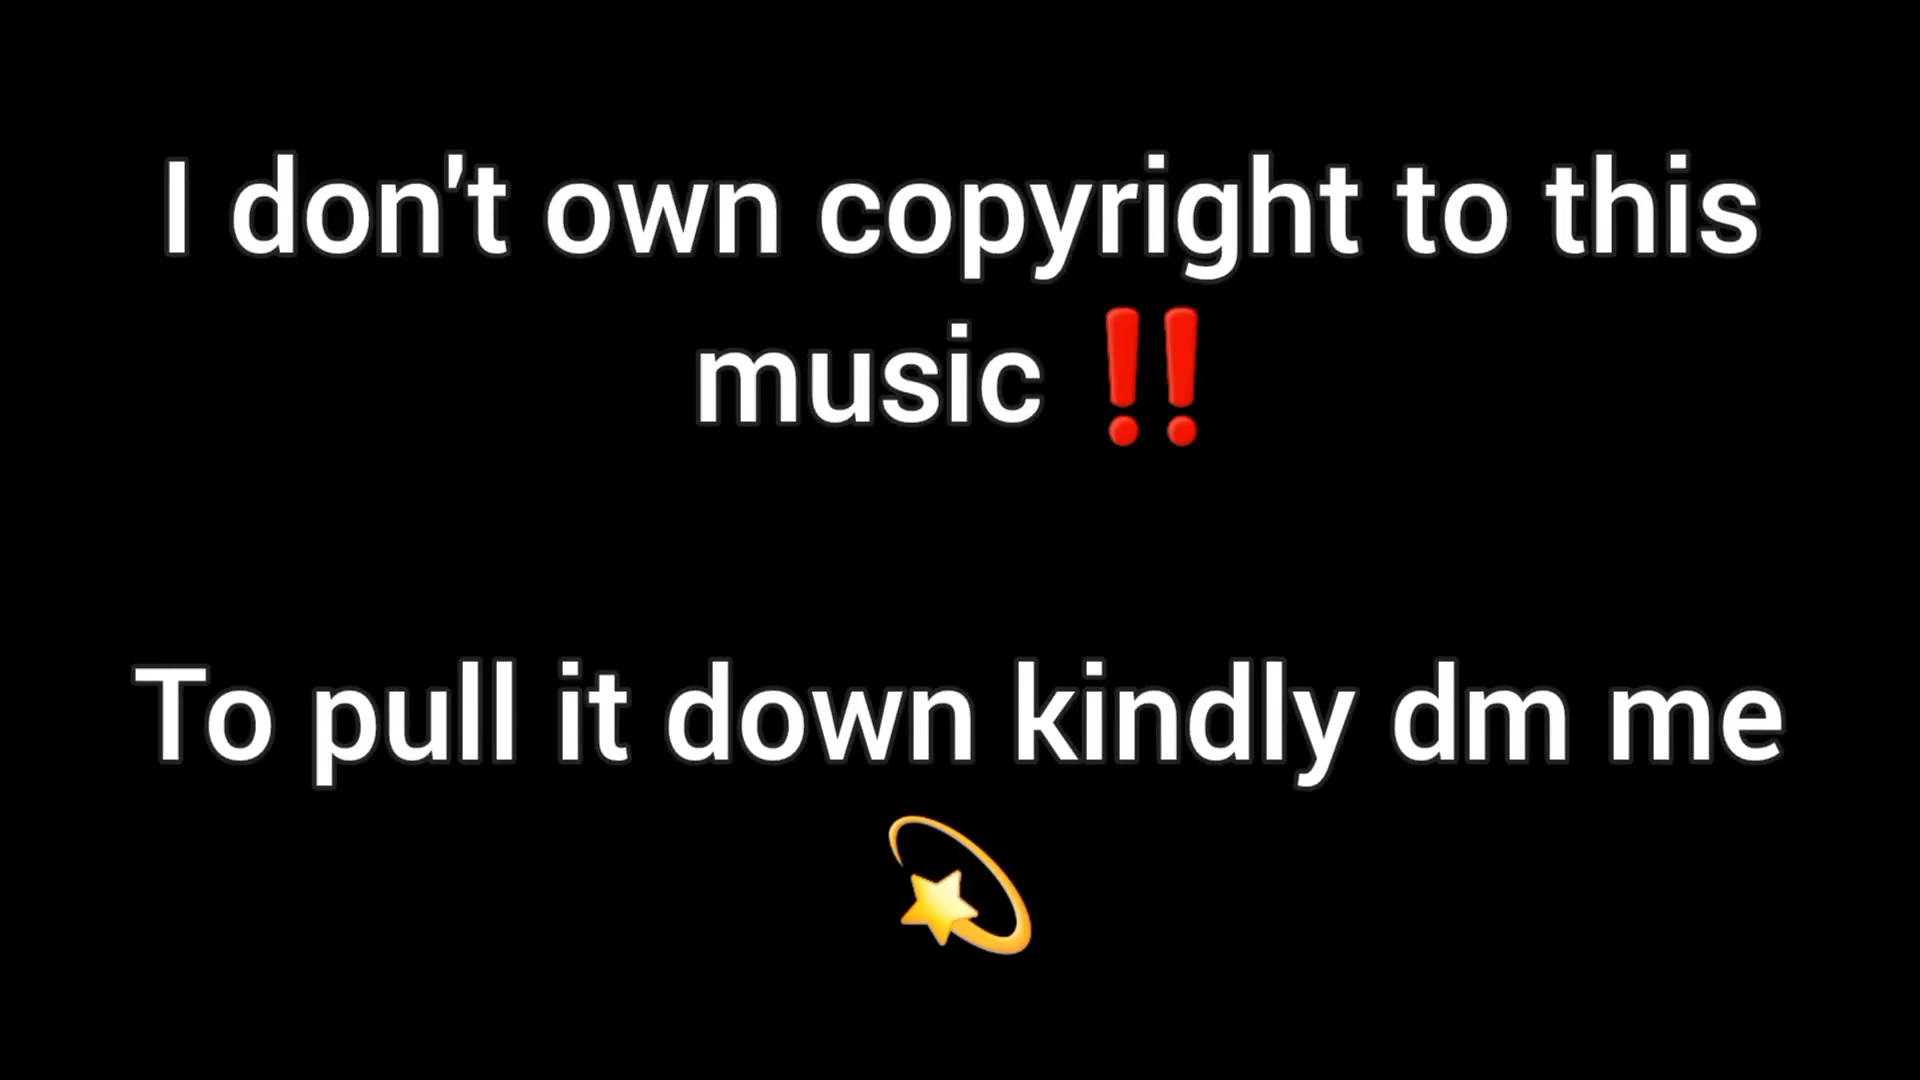 I don't own copyright to this
music ‼️
To pull it down kindly dm me
💫